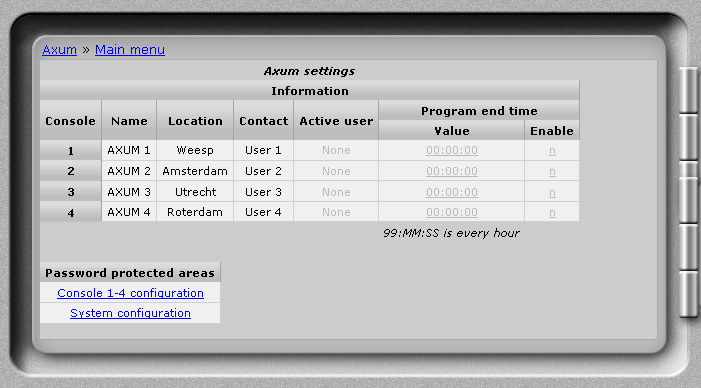 Axum » Main menu
Axum settings
Information
Console Name Location Contact Active user Program end time
Value Enable
1 AXUM 1 Weesp User 1 None 00:00:00 n
2 AXUM 2 Amsterdam User 2 None 00:00:00 n
3 AXUM 3 Utrecht User 3 None 00:00:00 n
4 AXUM 4 Roterdam User 4 None 00:00:00 n
99:MM:SS is every hour
Password protected areas
Console 1-4 configuration
System configuration